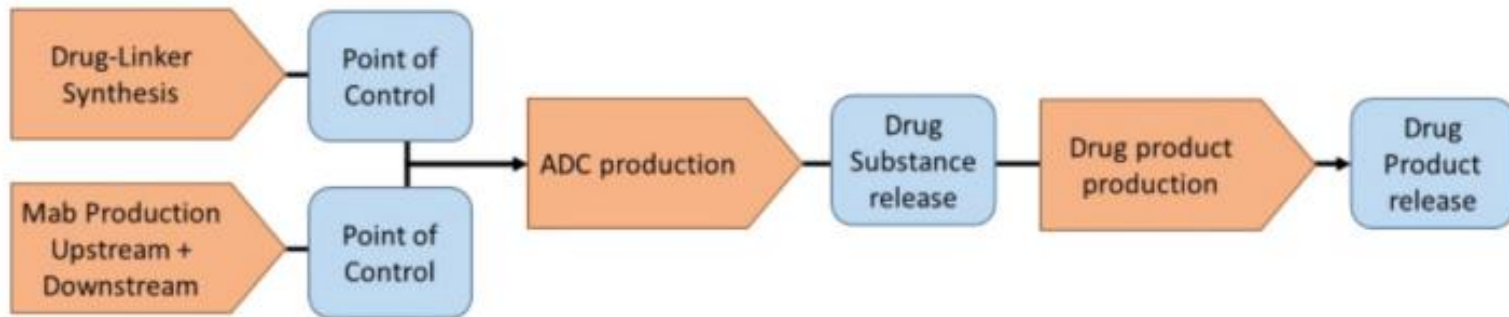 Drug-Linker
Synthesis
Point of
Control
Mab Production
Upstream +
Downstream
Point of
Control
ADC production
Drug
Substance
release
Drug product
production
Drug
Product
release